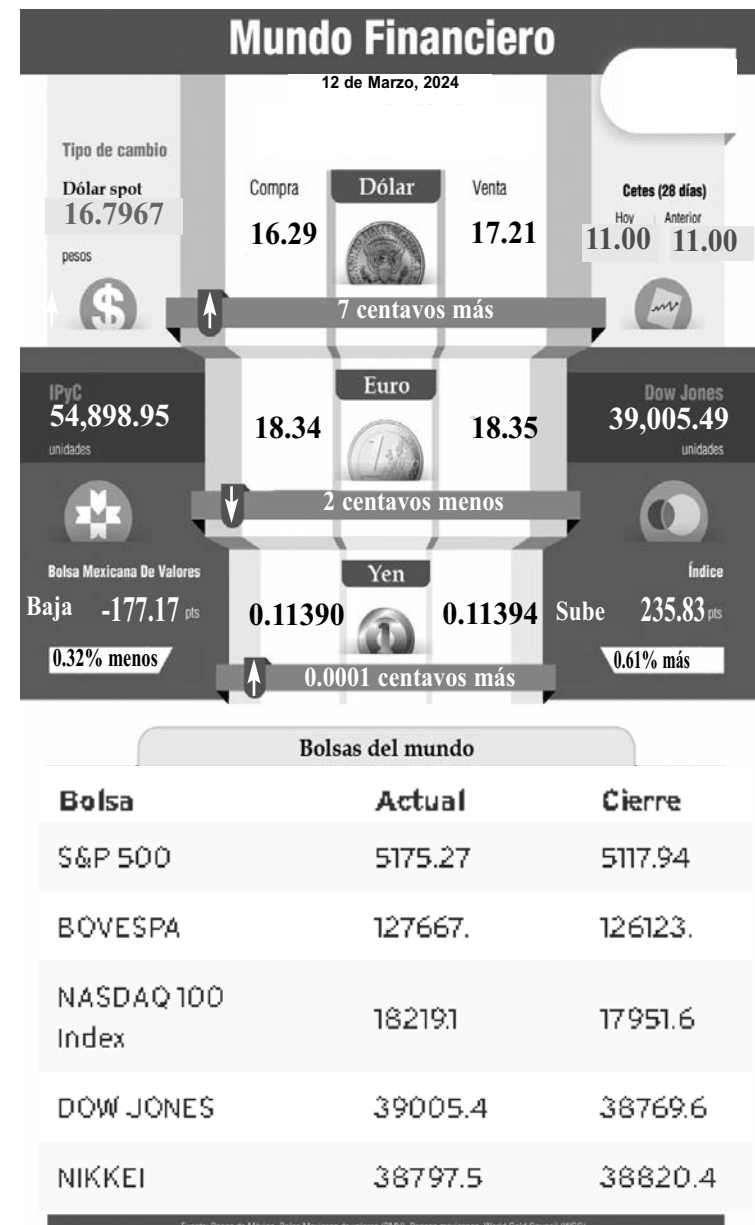 Mundo Financiero
12 de Marzo, 2024
Tipo de cambio
Dólar spot
16.7967
pesos
Compra
Dólar
Venta
16.29
17.21
Cetes (28 días)
Hoy Anterior
11.00 11.00
7 centavos más
IPyC
54,898.95
unidades
Euro
18.34
18.35
Dow Jones
39,005.49
unidades
2 centavos menos
Bolsa Mexicana De Valores
Baja -177.17 pts
0.32% menos
Yen
0.11390
0.11394
Índice
Sube 235.83 pts
0.61% más
0.0001 centavos más
Bolsas del mundo
Bolsa Actual Cierre
S&P 500 5175.27 5117.94
BOVESPA 127667. 126123.
NASDAQ 100
Index
18219.1 17951.6
DOW JONES 39005.4 38769.6
NIKKEI 38797.5 38820.4